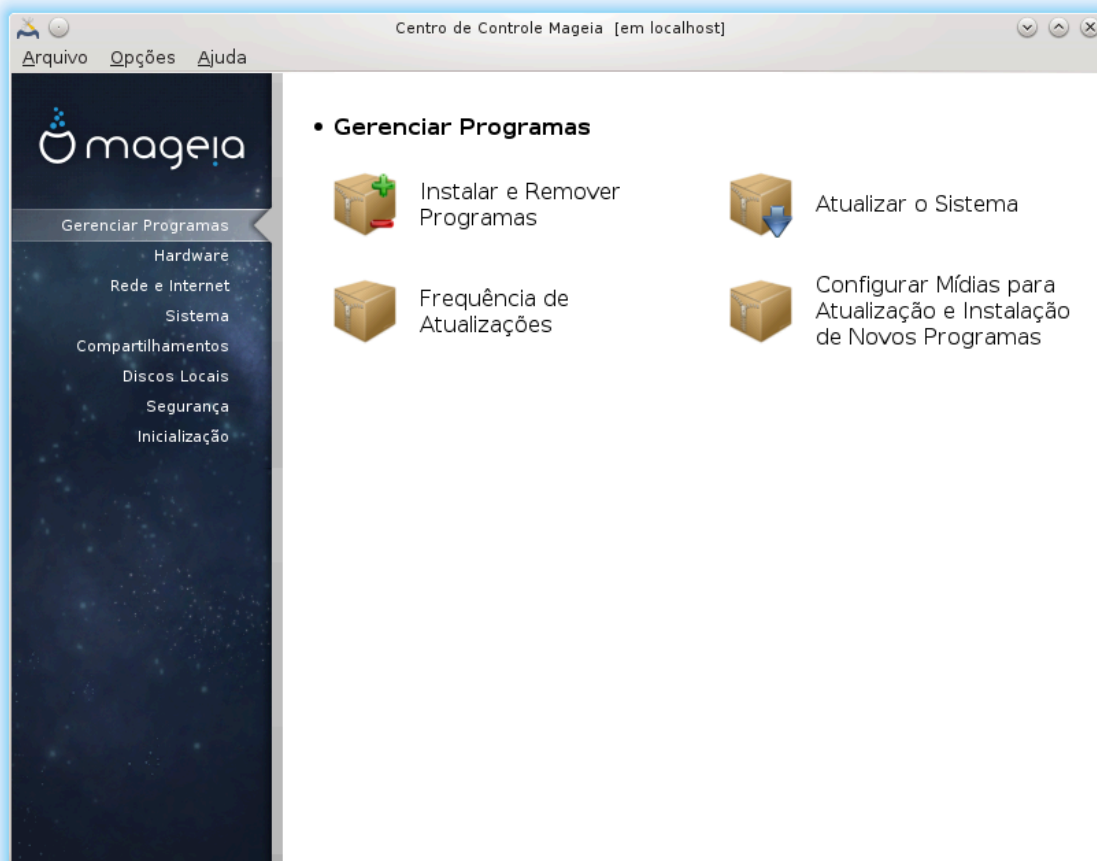 Centro de Controle Mageia [em localhost]
Arquivo Opções Ajuda
mageia
Gerenciar Programas
Hardware
Rede e Internet
Sistema
Compartilhamentos
Discos Locais
Segurança
Inicialização
• Gerenciar Programas
Instalar e Remover
Programas
Atualizar o Sistema
Frequência de
Atualizações
Configurar Mídias para
Atualização e Instalação
de Novos Programas